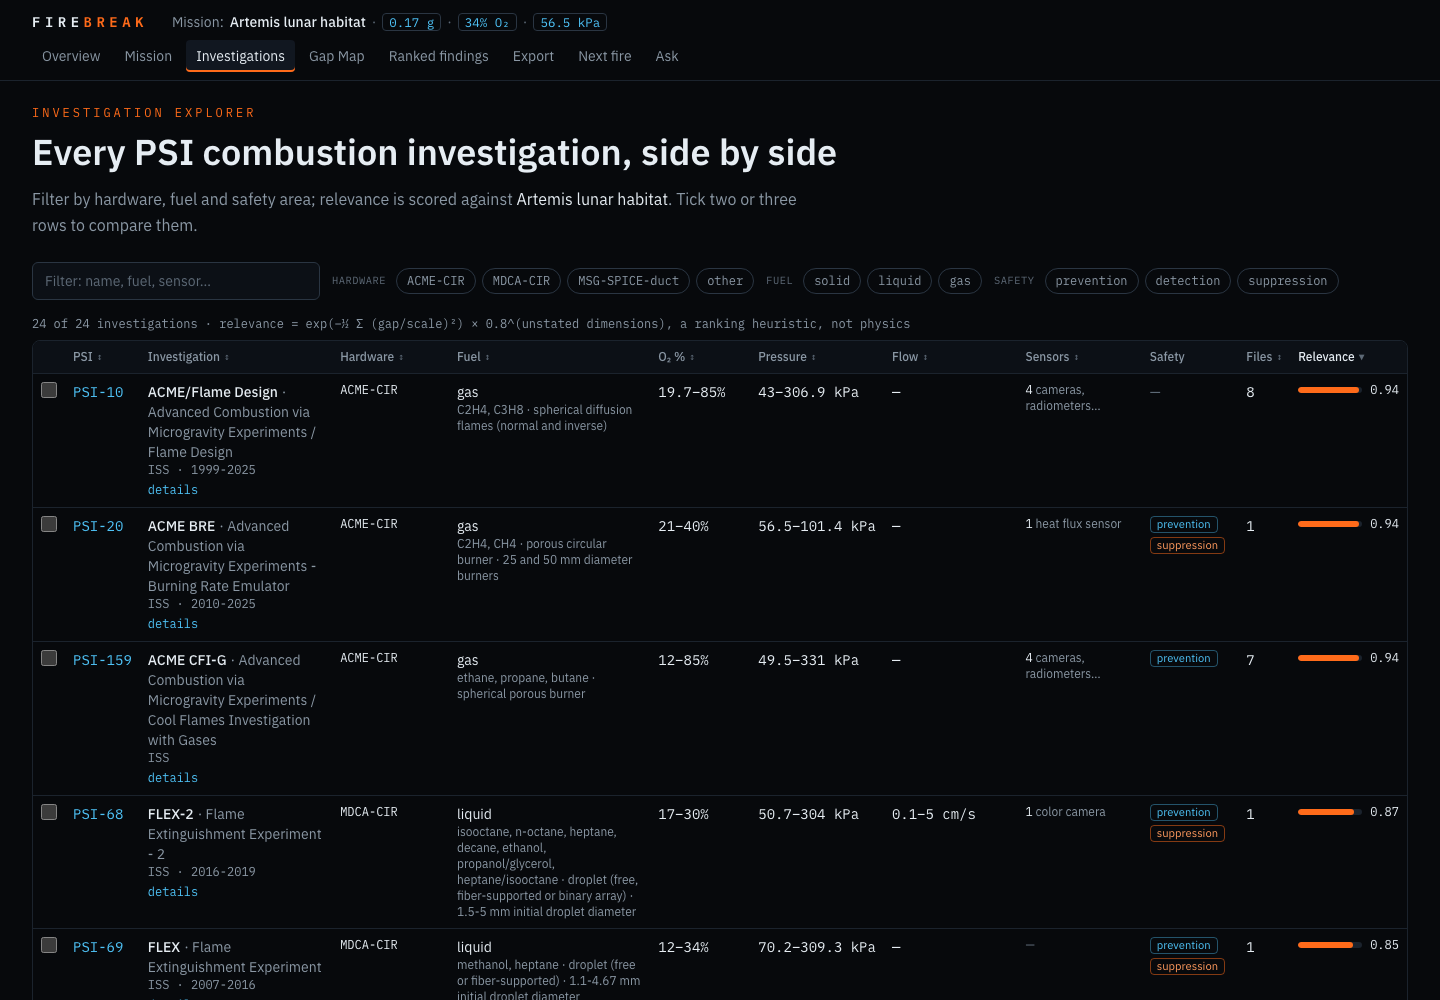 FIREBREAK Mission: Artemis lunar habitat · 0.17 g · 34% O₂ · 56.5 kPa
Overview Mission Investigations Gap Map Ranked findings Export Next fire Ask
INVESTIGATION EXPLORER
Every PSI combustion investigation, side by side
Filter by hardware, fuel and safety area; relevance is scored against Artemis lunar habitat. Tick two or three
rows to compare them.
Filter: name, fuel, sensor... HARDWARE ACME-CIR MDCA-CIR MSG-SPICE-duct other FUEL solid liquid gas SAFETY prevention detection suppression
24 of 24 investigations · relevance = exp(−½ Σ (gap/scale)²) × 0.8^(unstated dimensions), a ranking heuristic, not physics
PSI ↕ Investigation ↕ Hardware ↕ Fuel ↕ O₂ % ↕ Pressure ↕ Flow ↕ Sensors ↕ Safety Files ↕ Relevance ▼
PSI-10 ACME/Flame Design · ACME-CIR gas 19.7–85% 43–306.9 kPa — 4 cameras, — 8 0.94
Advanced Combustion via C2H4, C3H8 · spherical diffusion radiometers…
Microgravity Experiments / flames (normal and inverse)
Flame Design
ISS · 1999-2025
details
PSI-20 ACME BRE · Advanced ACME-CIR gas 21–40% 56.5–101.4 kPa — 1 heat flux sensor prevention 1 0.94
Combustion via C2H4, CH4 · porous circular suppression
Microgravity Experiments - burner · 25 and 50 mm diameter
Burning Rate Emulator burners
ISS · 2010-2025
details
PSI-159 ACME CFI-G · Advanced ACME-CIR gas 12–85% 49.5–331 kPa — 4 cameras, prevention 7 0.94
Combustion via ethane, propane, butane · radiometers…
Microgravity Experiments / spherical porous burner
Cool Flames Investigation
with Gases
ISS
details
PSI-68 FLEX-2 · Flame MDCA-CIR liquid 17–30% 50.7–304 kPa 0.1–5 cm/s 1 color camera prevention 1 0.87
Extinguishment Experiment isooctane, n-octane, heptane, suppression
- 2 decane, ethanol,
ISS · 2016-2019 propanol/glycerol,
details heptane/isooctane · droplet (free,
fiber-supported or binary array) ·
1.5-5 mm initial droplet diameter
PSI-69 FLEX · Flame MDCA-CIR liquid 12–34% 70.2–309.3 kPa — — prevention 1 0.85
Extinguishment Experiment methanol, heptane · droplet (free suppression
ISS · 2007-2016 or fiber-supported) · 1.1-4.67 mm
initial droplet diameter